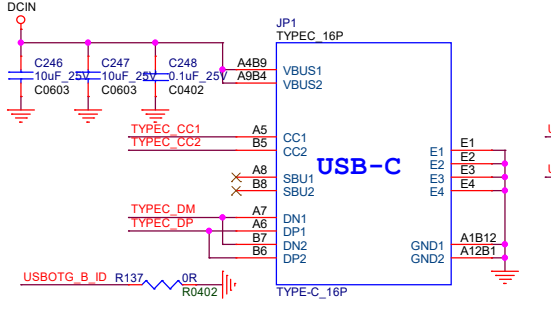 DCIN
JP1
TYPEC_16P
C246
10uF_25V
C0603
C247
10uF_25V
C0603
C248
0.1uF_25V
C0402
A4B9
VBUS1
A9B4
VBUS2
TYPEC_CC1
A5
CC1
TYPEC_CC2
B5
CC2
A8
SBU1
B8
SBU2
USB-C
E1
E1
E2
E2
E3
E3
E4
E4
TYPEC_DM
A7
DN1
TYPEC_DP
A6
DP1
B7
DN2
B6
DP2
GND1
A1B12
GND2
A12B1
USBOTG_B_ID
R137
0R
R0402
TYPE-C_16P